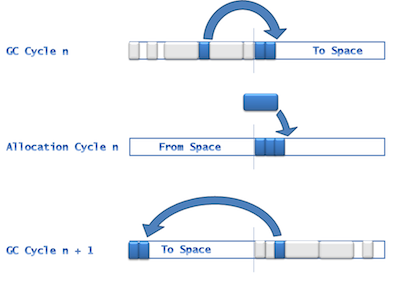 GC Cycle n
To Space
Allocation Cycle n
From Space
GC Cycle n + 1
To Space